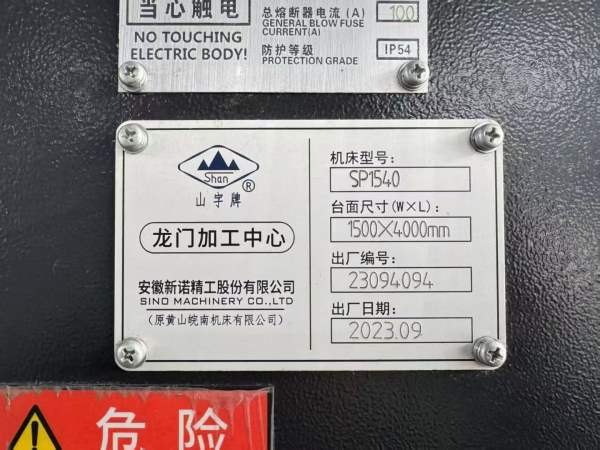 当心触电
NO TOUCHING
ELECTRIC BODY!
总熔断器电流(A)
GENERAL BLOW FUSE
CURRENT(A)
100
防护等级
PROTECTION GRADE
IP54
Shan
®
山字牌
龙门加工中心
安徽新诺精工股份有限公司
SINO MACHINERY CO.,LTD
(原黄山皖南机床有限公司)
机床型号:
SP1540
台面尺寸(W×L):
1500×4000mm
出厂编号:
23094094
出厂日期:
2023.09
危险